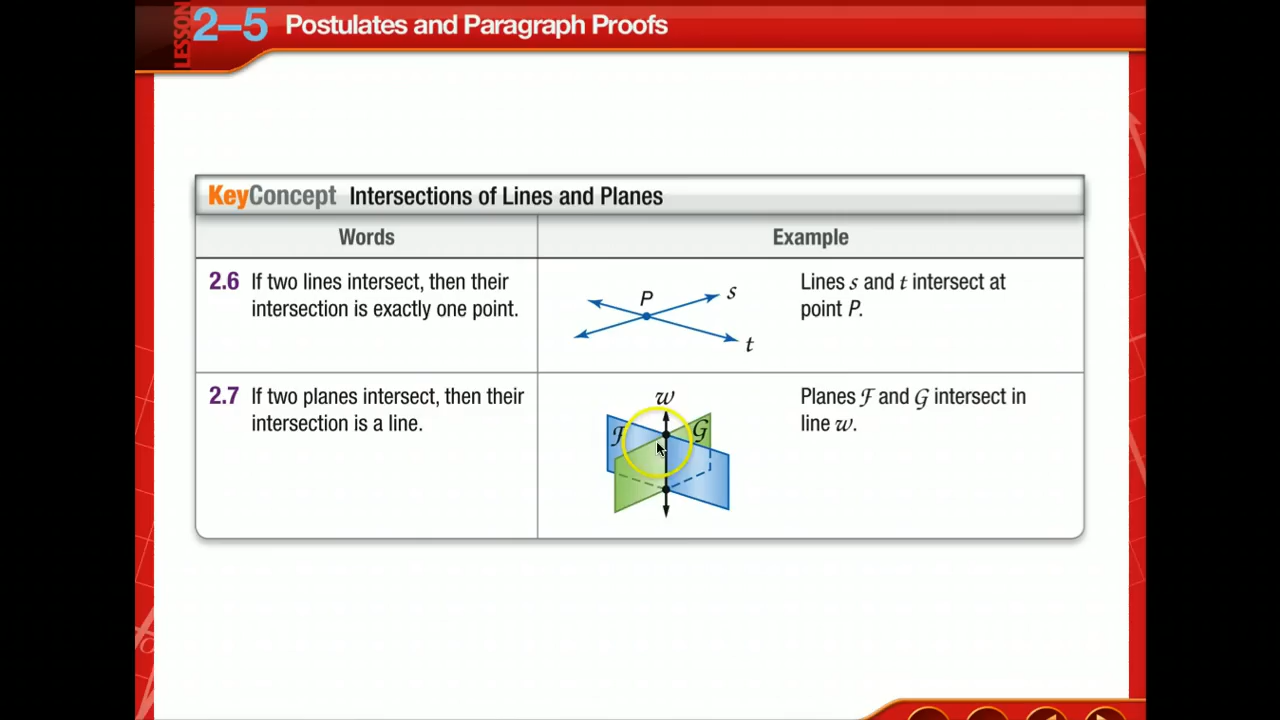 LESSON 2–5 Postulates and Paragraph Proofs
KeyConcept Intersections of Lines and Planes
Words Example
2.6 If two lines intersect, then their
intersection is exactly one point.
P s
t
Lines s and t intersect at
point P.
2.7 If two planes intersect, then their
intersection is a line.
w
F G
Planes F and G intersect in
line w.